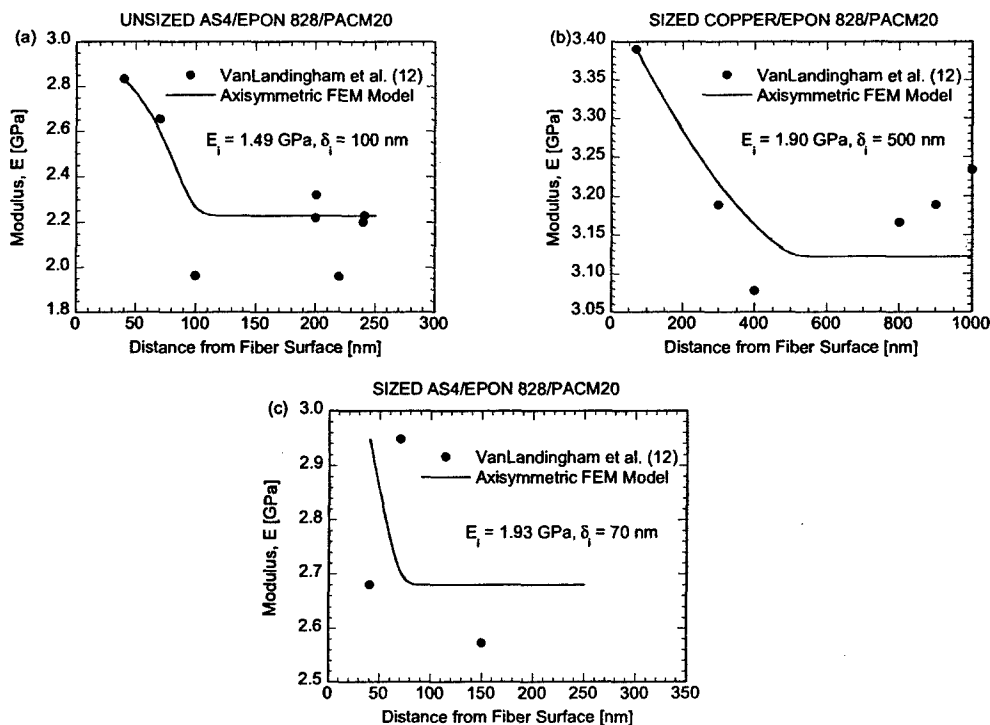 UNSIZED AS4/EPON 828/PACM20
(a)
3.0
2.8
2.6
2.4
2.2
2.0
1.8
Modulus, E [GPa]
VanLandingham et al. (12)
Axisymmetric FEM Model
E_i = 1.49 GPa, δ_i = 100 nm
0 50 100 150 200 250 300
Distance from Fiber Surface [nm]
SIZED COPPER/EPON 828/PACM20
(b)
3.40
3.35
3.30
3.25
3.20
3.15
3.10
3.05
Modulus, E [GPa]
VanLandingham et al. (12)
Axisymmetric FEM Model
E_i = 1.90 GPa, δ_i = 500 nm
0 200 400 600 800 1000
Distance from Fiber Surface [nm]
SIZED AS4/EPON 828/PACM20
(c)
3.0
2.9
2.8
2.7
2.6
2.5
Modulus, E [GPa]
VanLandingham et al. (12)
Axisymmetric FEM Model
E_i = 1.93 GPa, δ_i = 70 nm
0 50 100 150 200 250 300 350
Distance from Fiber Surface [nm]